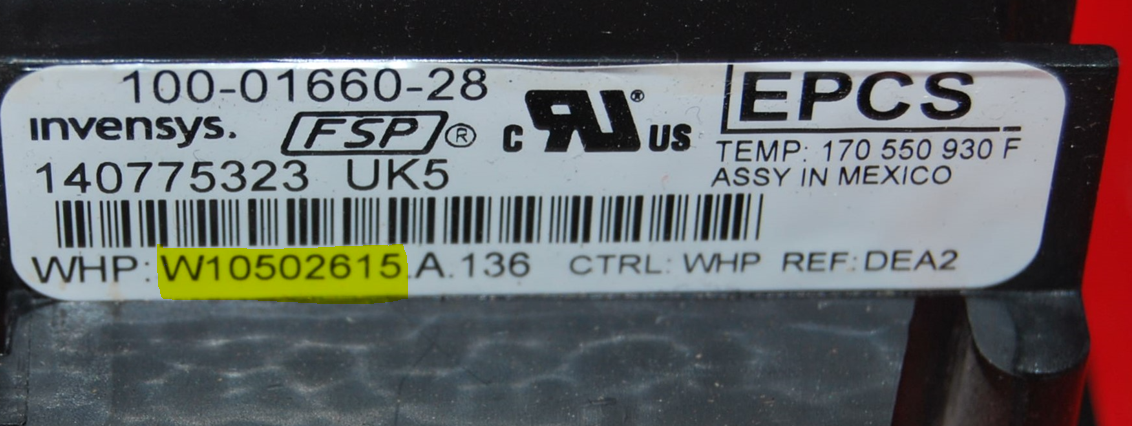 100-01660-28
invensys. FSP® c RU® US EPCS
TEMP: 170 550 930 F
140775323 UK5 ASSY IN MEXICO
WHP: W10502615.A.136 CTRL: WHP REF: DEA2